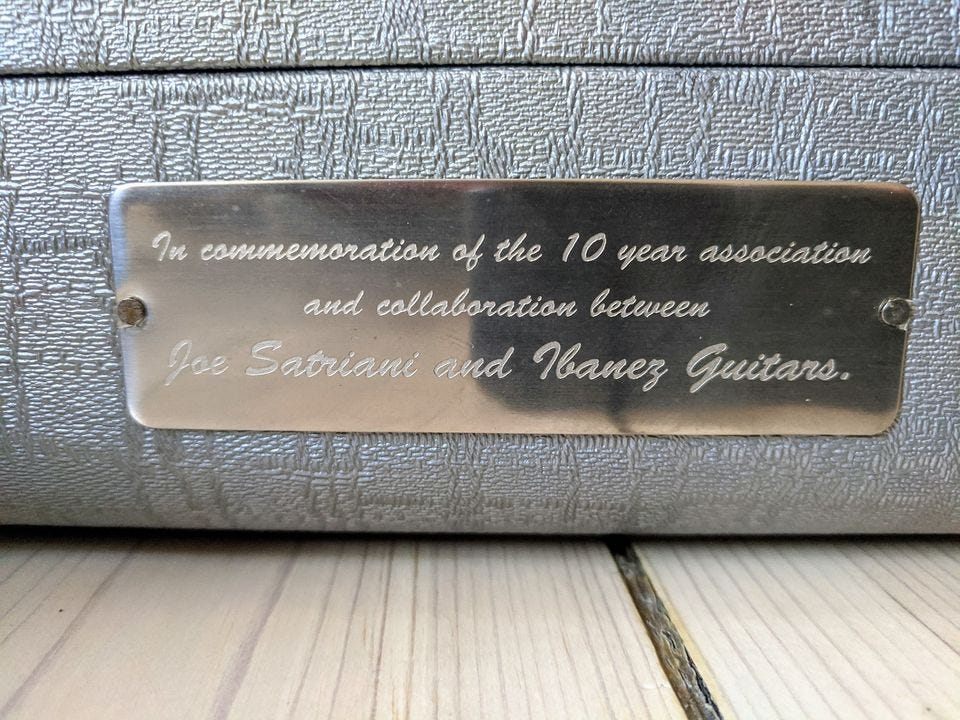 In commemoration of the 10 year association
and collaboration between
Joe Satriani and Ibanez Guitars.